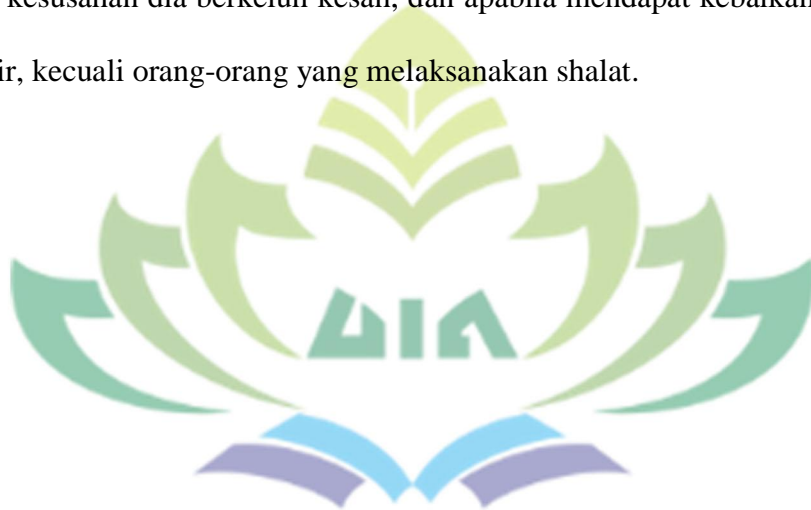 kesusahan dia berkeluh kesah, dan apabila mendapat kebaikan
ir, kecuali orang-orang yang melaksanakan shalat.